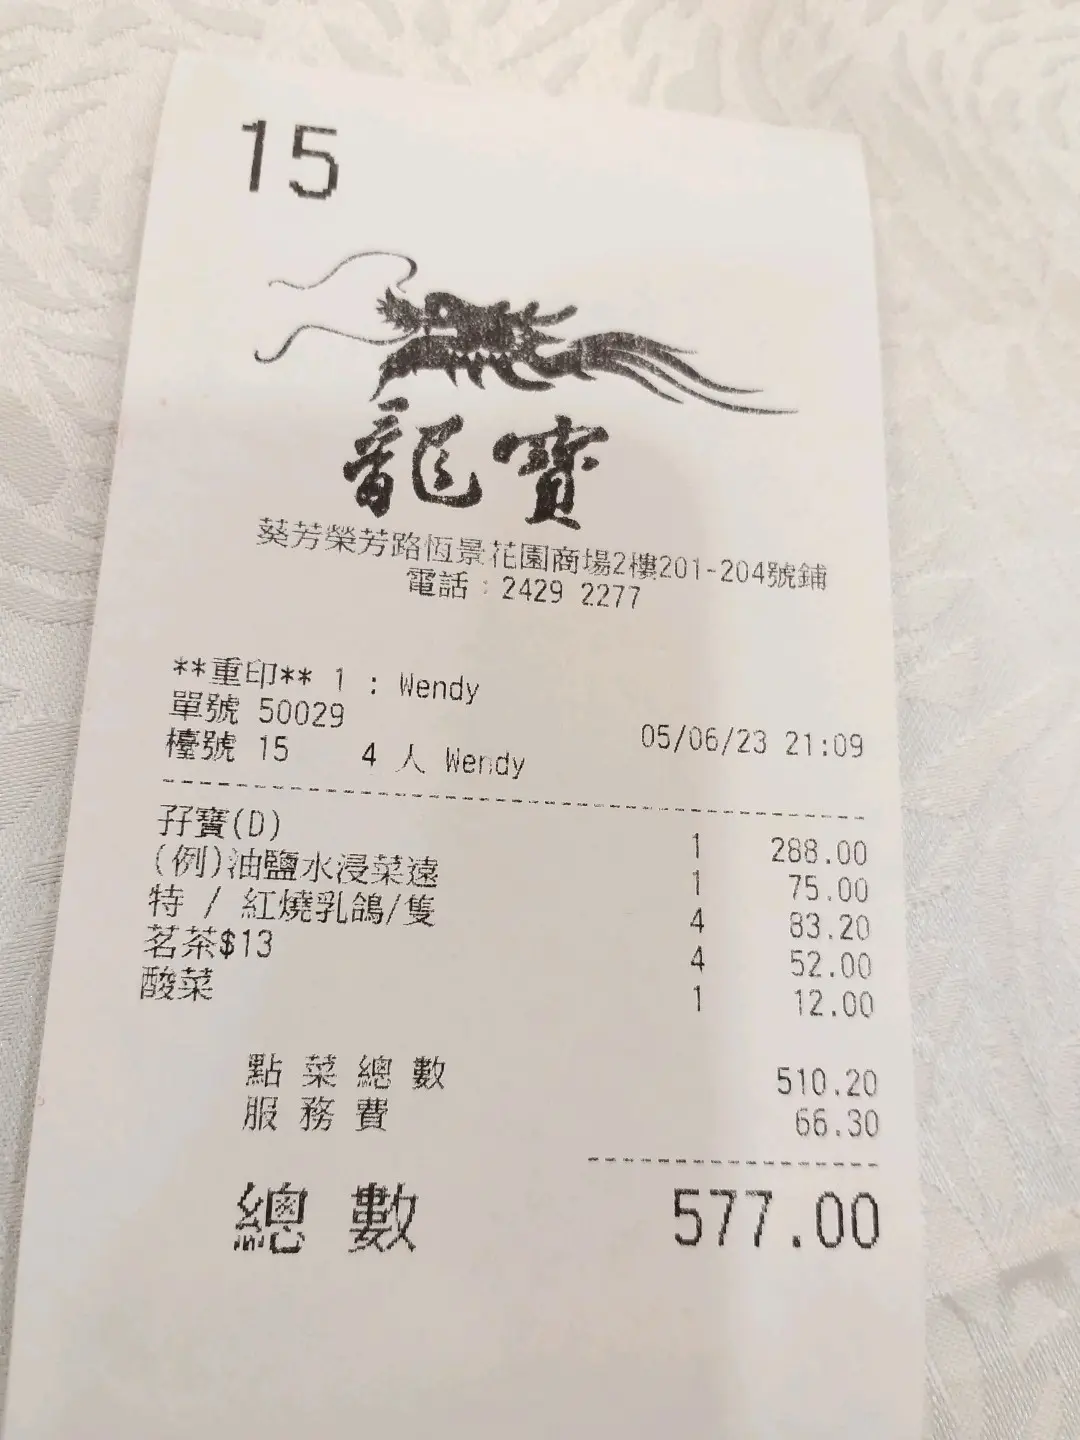 15
龍寶
葵芳榮芳路恆景花園商場2樓201-204號鋪
電話：2429 2277
**重印** 1 : Wendy
單號 50029 05/06/23 21:09
檯號 15 4 人 Wendy
孖寶(D) 1 288.00
(例)油鹽水浸菜遠 1 75.00
特 / 紅燒乳鴿/隻 4 83.20
茗茶$13 4 52.00
酸菜 1 12.00
點菜總數 510.20
服務費 66.30
總數 577.00